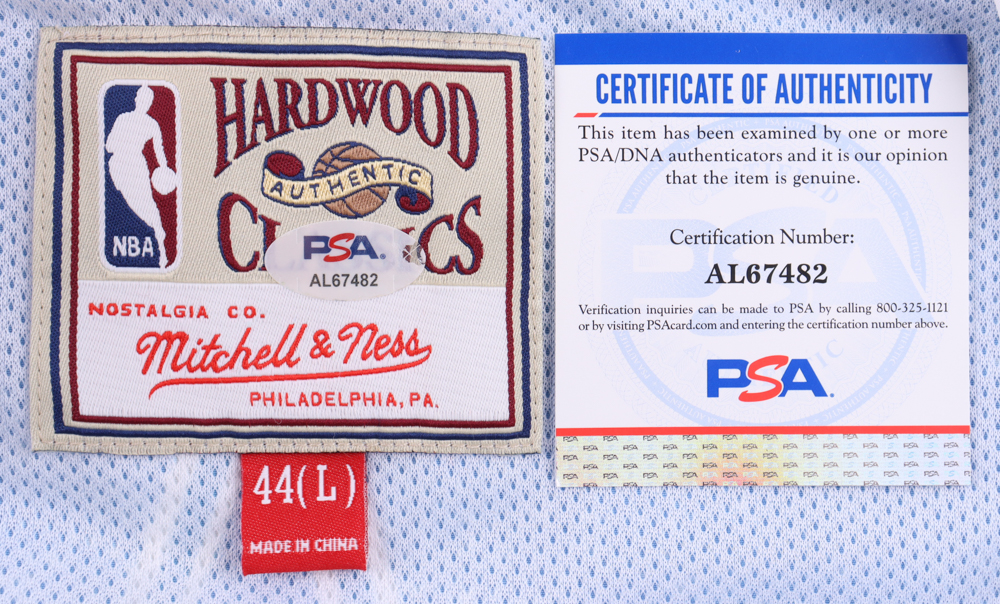 HARDWOOD
AUTHENTIC
CLASSICS
NBA
PSA.
AL67482
NOSTALGIA CO.
Mitchell & Ness
PHILADELPHIA, PA.
44(L)
MADE IN CHINA
CERTIFICATE OF AUTHENTICITY
This item has been examined by one or more
PSA/DNA authenticators and it is our opinion
that the item is genuine.
Certification Number:
AL67482
Verification inquiries can be made to PSA by calling 800-325-1121
or by visiting PSAcard.com and entering the certification number above.
PSA.